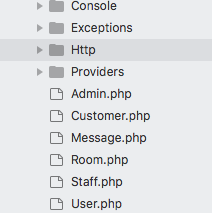 Console
Exceptions
Http
Providers
Admin.php
Customer.php
Message.php
Room.php
Staff.php
User.php